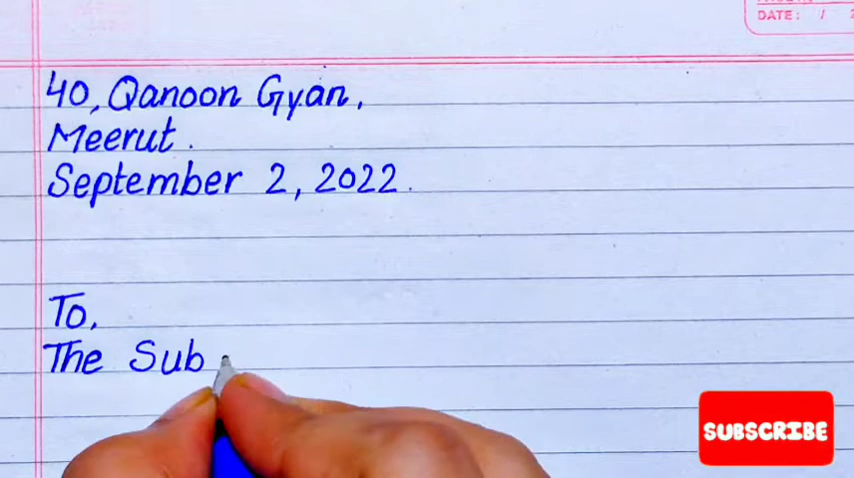 DATE: /
40, Qanoon Gyan,
Meerut.
September 2, 2022.
To,
The Sub
SUBSCRIBE